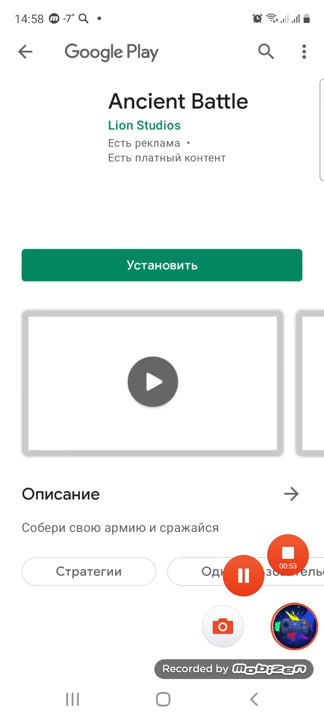 14:58 -7°
Google Play
Ancient Battle
Lion Studios
Есть реклама •
Есть платный контент
Установить
Описание
Собери свою армию и сражайся
Стратегии
00:53
Recorded by mobizen